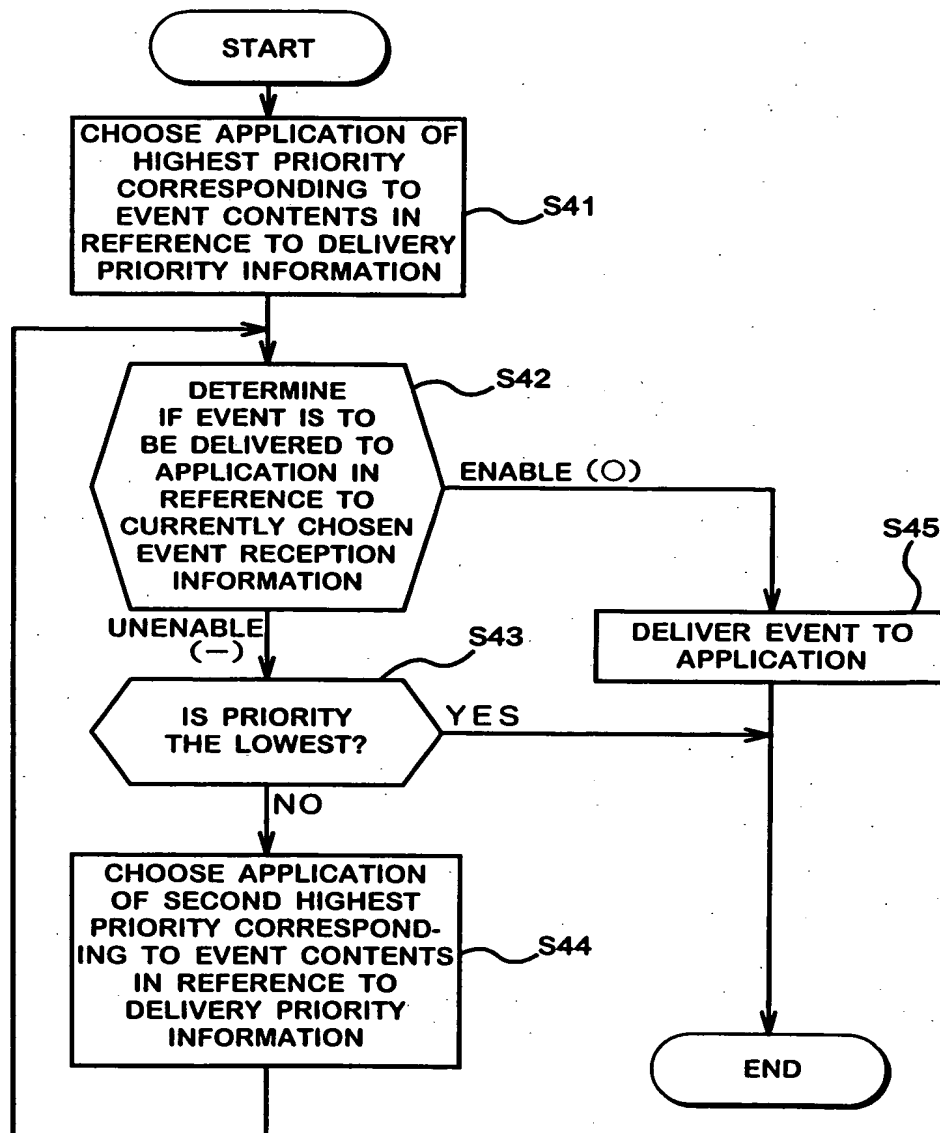 START
CHOOSE APPLICATION OF
HIGHEST PRIORITY
CORRESPONDING TO
EVENT CONTENTS IN
REFERENCE TO DELIVERY
PRIORITY INFORMATION
S41
DETERMINE
IF EVENT IS TO
BE DELIVERED TO
APPLICATION IN
REFERENCE TO
CURRENTLY CHOSEN
EVENT RECEPTION
INFORMATION
S42
ENABLE (○)
S45
DELIVER EVENT TO
APPLICATION
UNENABLE
(—)
S43
IS PRIORITY
THE LOWEST?
YES
NO
CHOOSE APPLICATION
OF SECOND HIGHEST
PRIORITY CORRESPOND-
ING TO EVENT CONTENTS
IN REFERENCE TO
DELIVERY PRIORITY
INFORMATION
S44
END